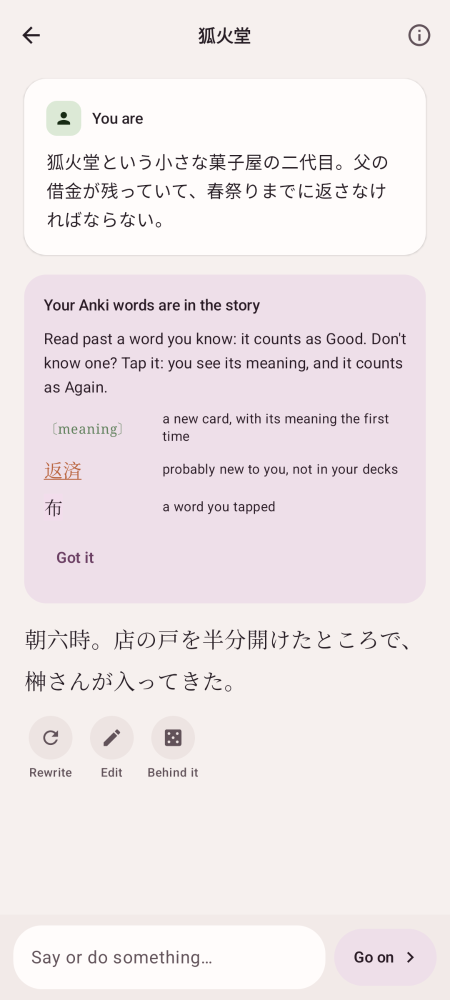 狐火堂
You are
狐火堂という小さな菓子屋の二代目。父の
借金が残っていて、春祭りまでに返さなけ
ればならない。
Your Anki words are in the story
Read past a word you know: it counts as Good. Don't
know one? Tap it: you see its meaning, and it counts
as Again.
〔meaning〕 a new card, with its meaning the first
time
返済 probably new to you, not in your decks
布 a word you tapped
Got it
朝六時。店の戸を半分開けたところで、
榊さんが入ってきた。
Rewrite Edit Behind it
Say or do something…
Go on